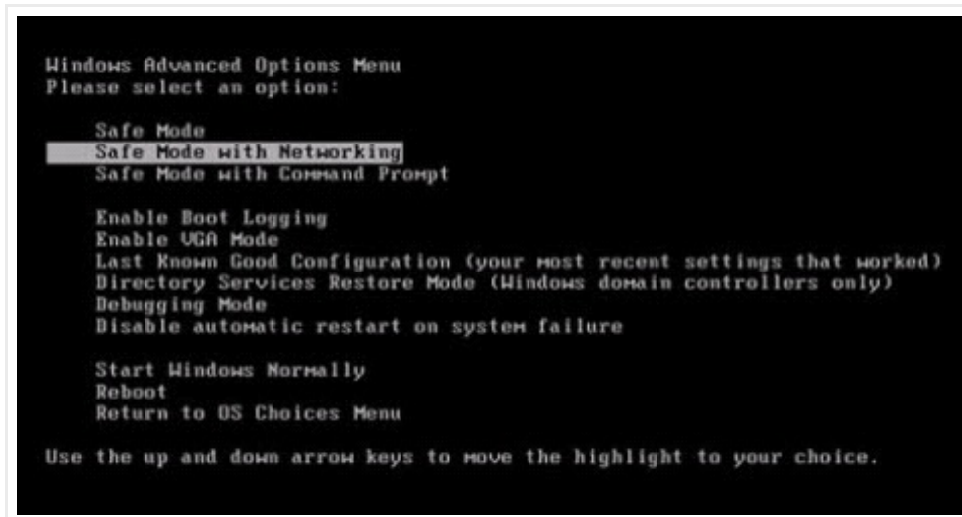 Windows Advanced Options Menu
Please select an option:
Safe Mode
Safe Mode with Networking
Safe Mode with Command Prompt
Enable Boot Logging
Enable VGA Mode
Last Known Good Configuration (your most recent settings that worked)
Directory Services Restore Mode (Windows domain controllers only)
Debugging Mode
Disable automatic restart on system failure
Start Windows Normally
Reboot
Return to OS Choices Menu
Use the up and down arrow keys to move the highlight to your choice.